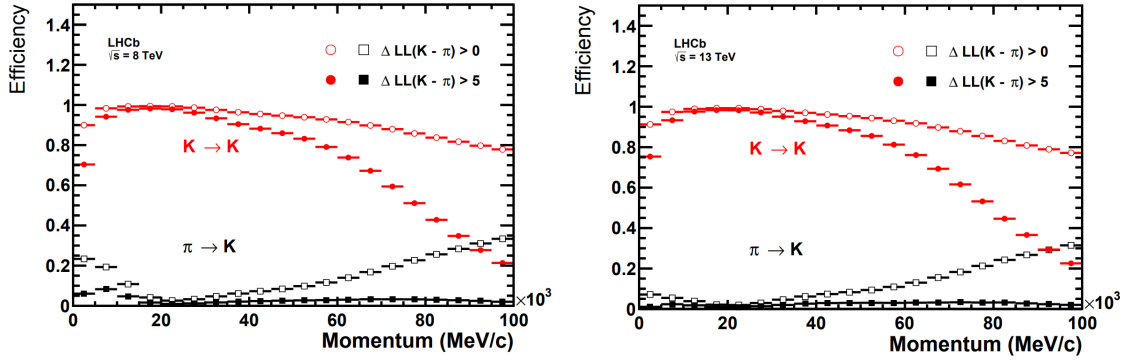 Efficiency
1.4
1.2
1
0.8
0.6
0.4
0.2
0
LHCb
√s = 8 TeV
Δ LL(K - π) > 0
Δ LL(K - π) > 5
K → K
π → K
0 20 40 60 80 100
×10³
Momentum (MeV/c)
Efficiency
1.4
1.2
1
0.8
0.6
0.4
0.2
0
LHCb
√s = 13 TeV
Δ LL(K - π) > 0
Δ LL(K - π) > 5
K → K
π → K
0 20 40 60 80 100
×10³
Momentum (MeV/c)